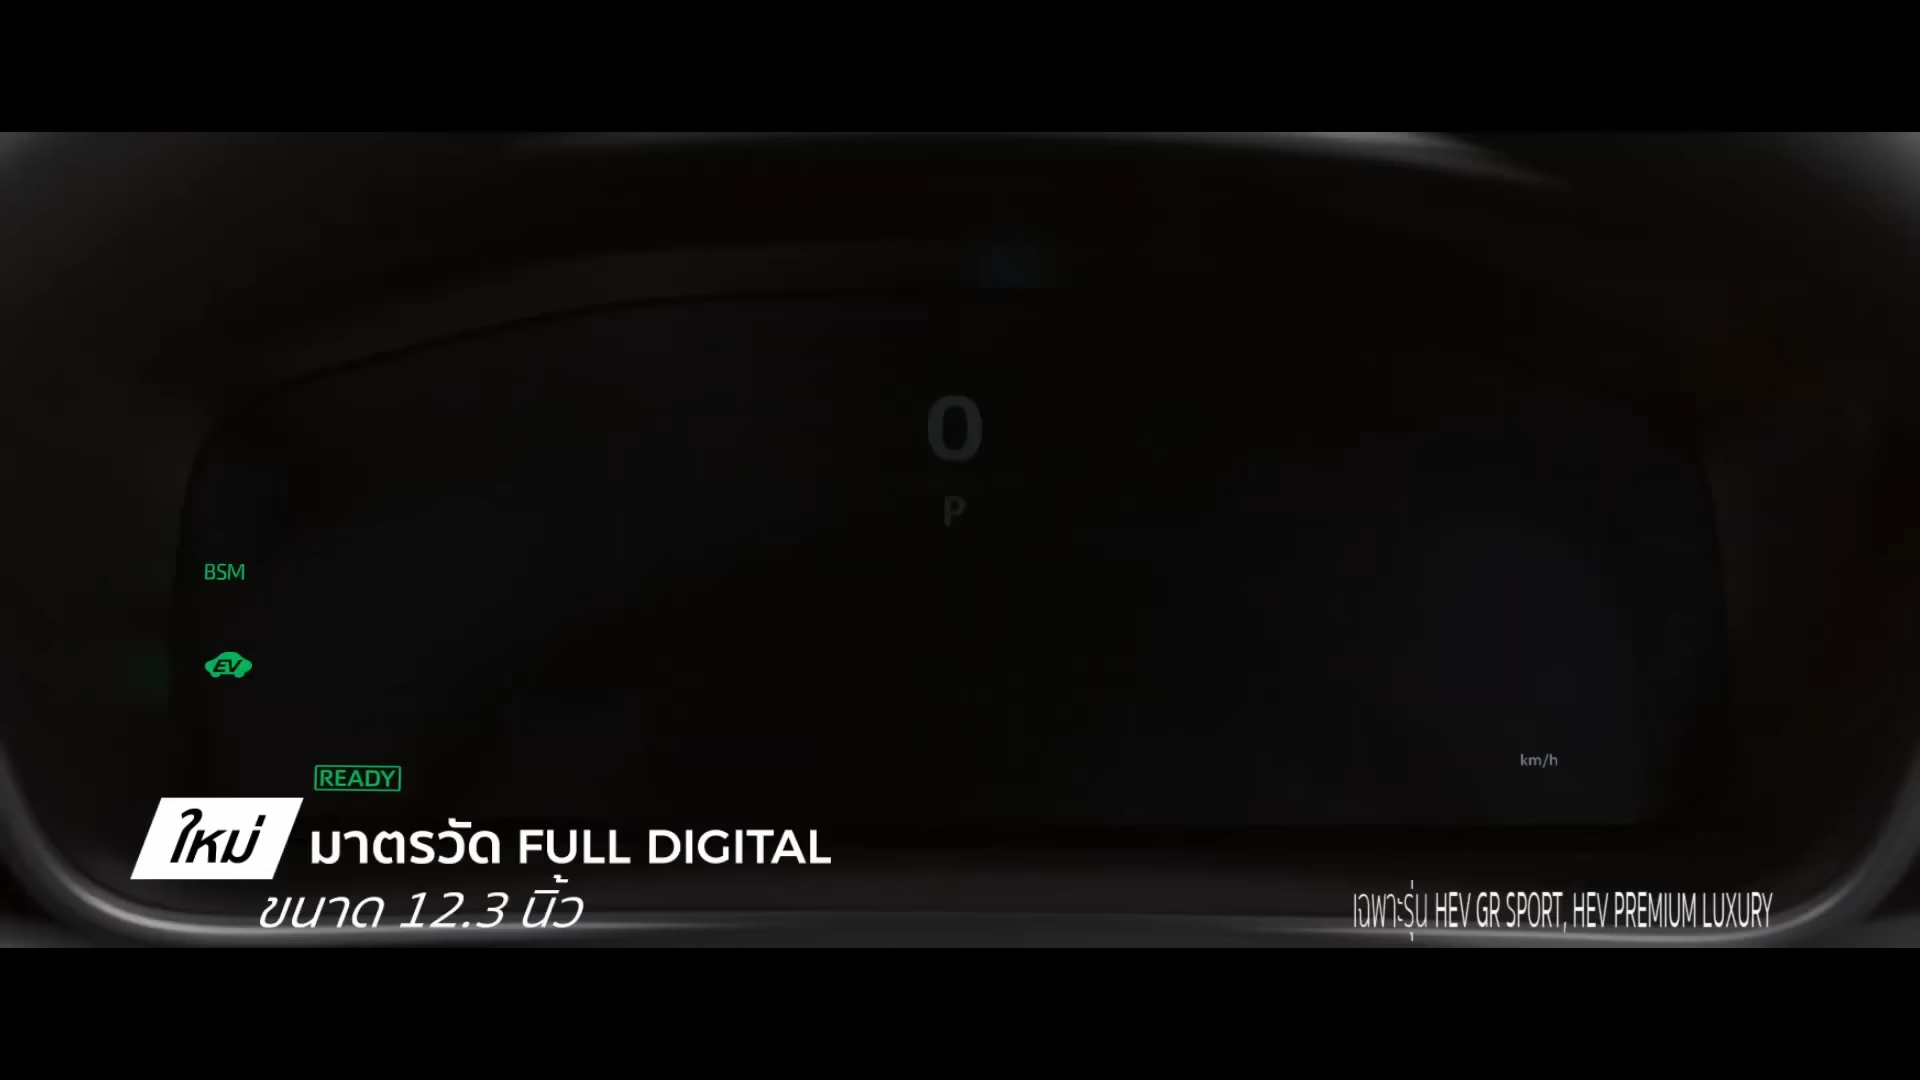 0
P
BSM
EV
km/h
READY
ใหม่ มาตรวัด FULL DIGITAL
ขนาด 12.3 นิ้ว
เฉพาะรุ่น HEV GR SPORT, HEV PREMIUM LUXURY